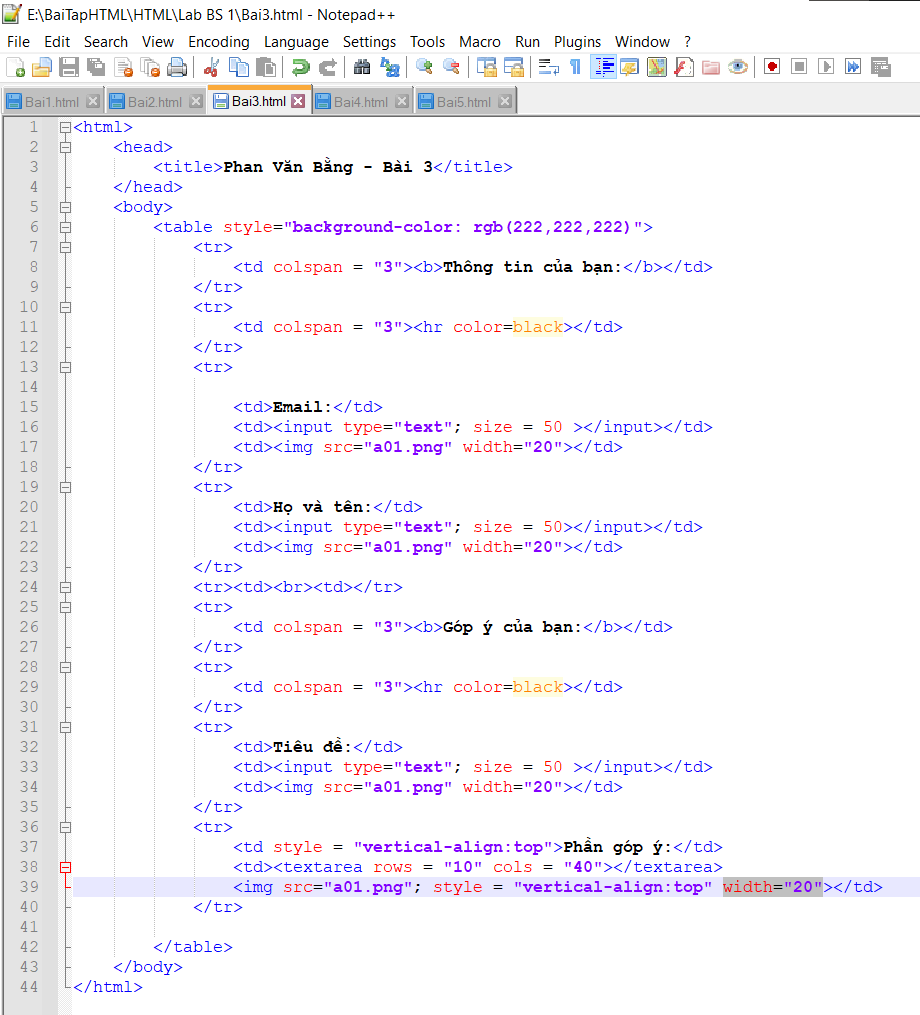 E:\BaiTapHTML\HTML\Lab BS 1\Bai3.html - Notepad++
File Edit Search View Encoding Language Settings Tools Macro Run Plugins Window ?
Bai1.html Bai2.html Bai3.html Bai4.html Bai5.html
1 <html>
2 <head>
3 <title>Phan Văn Bằng - Bài 3</title>
4 </head>
5 <body>
6 <table style="background-color: rgb(222,222,222)">
7 <tr>
8 <td colspan = "3"><b>Thông tin của bạn:</b></td>
9 </tr>
10 <tr>
11 <td colspan = "3"><hr color=black></td>
12 </tr>
13 <tr>
14
15 <td>Email:</td>
16 <td><input type="text"; size = 50 ></input></td>
17 <td><img src="a01.png" width="20"></td>
18 </tr>
19 <tr>
20 <td>Họ và tên:</td>
21 <td><input type="text"; size = 50></input></td>
22 <td><img src="a01.png" width="20"></td>
23 </tr>
24 <tr><td><br><td></tr>
25 <tr>
26 <td colspan = "3"><b>Góp ý của bạn:</b></td>
27 </tr>
28 <tr>
29 <td colspan = "3"><hr color=black></td>
30 </tr>
31 <tr>
32 <td>Tiêu đề:</td>
33 <td><input type="text"; size = 50 ></input></td>
34 <td><img src="a01.png" width="20"></td>
35 </tr>
36 <tr>
37 <td style = "vertical-align:top">Phần góp ý:</td>
38 <td><textarea rows = "10" cols = "40"></textarea>
39 <img src="a01.png"; style = "vertical-align:top" width="20"></td>
40 </tr>
41
42 </table>
43 </body>
44 </html>